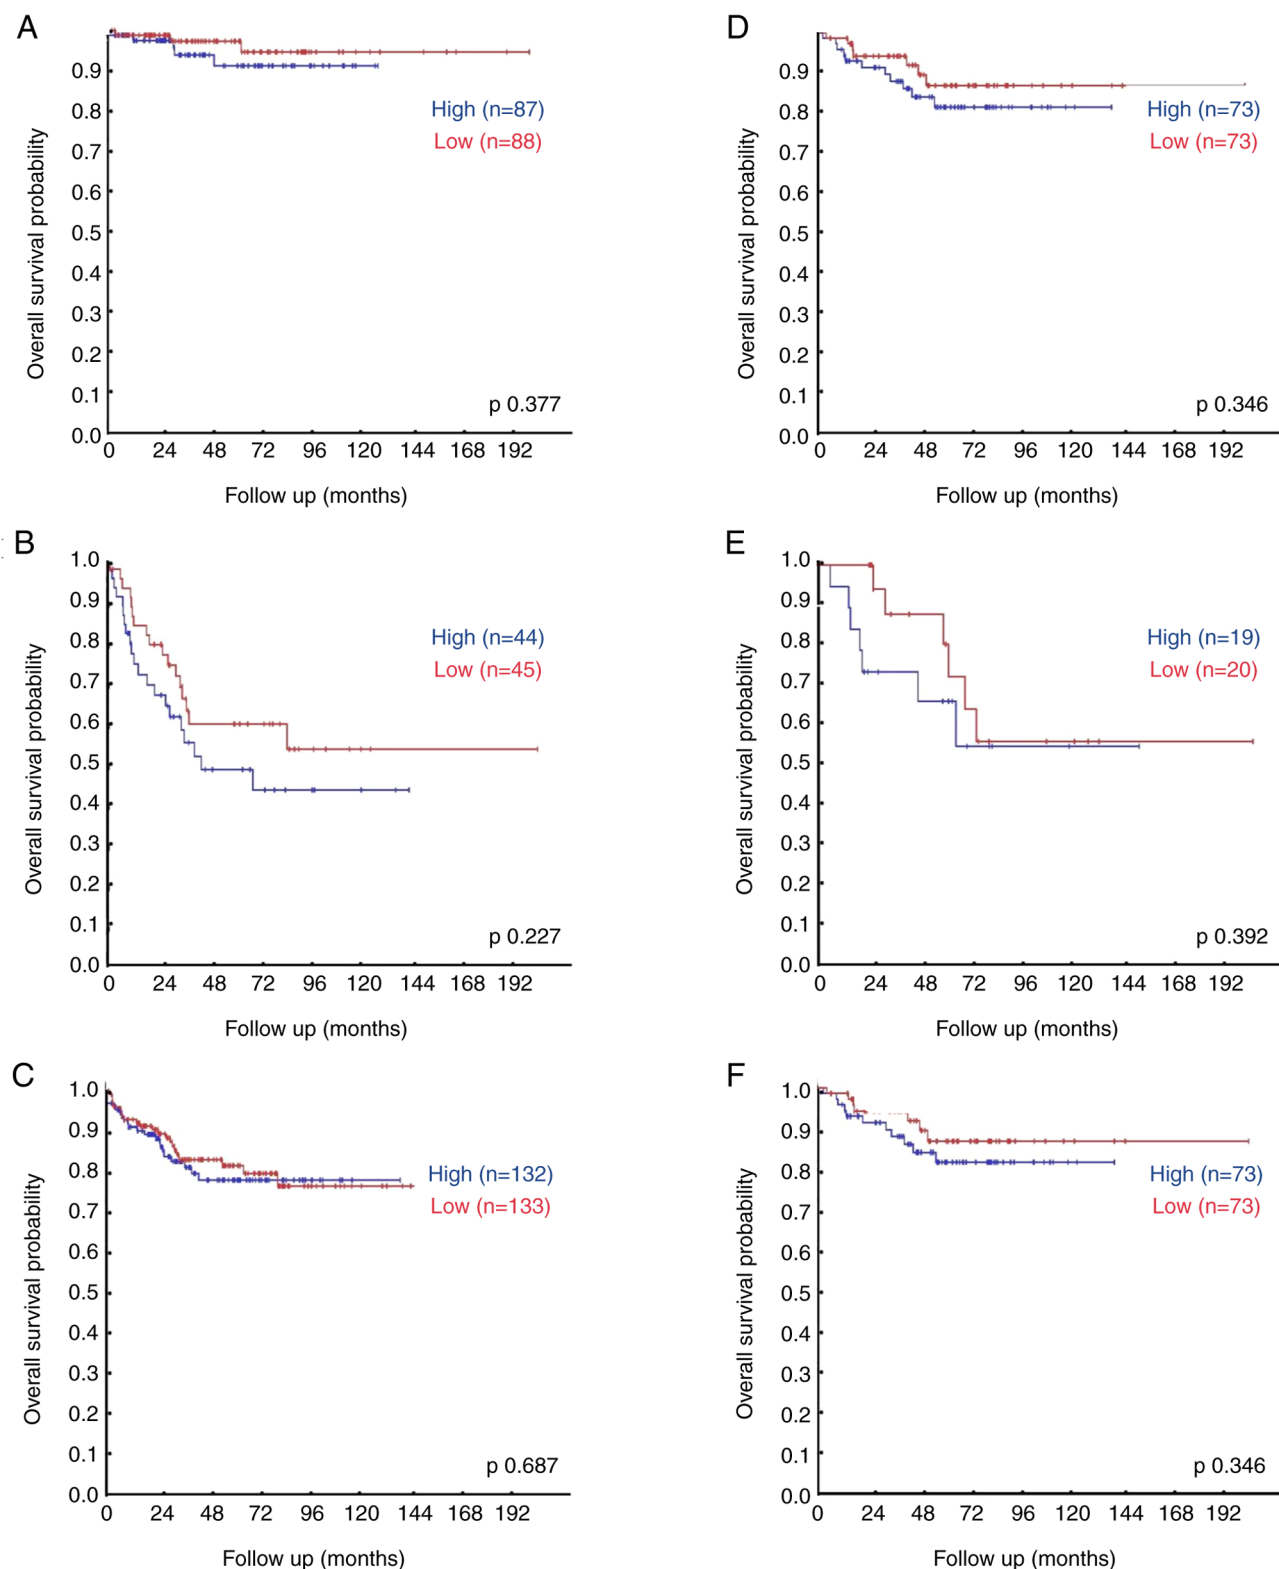 A
Overall survival probability
0.9
0.8
0.7
0.6
0.5
0.4
0.3
0.2
0.1
0.0
High (n=87)
Low (n=88)
p 0.377
0 24 48 72 96 120 144 168 192
Follow up (months)
D
Overall survival probability
0.9
0.8
0.7
0.6
0.5
0.4
0.3
0.2
0.1
0.0
High (n=73)
Low (n=73)
p 0.346
0 24 48 72 96 120 144 168 192
Follow up (months)
B
Overall survival probability
1.0
0.9
0.8
0.7
0.6
0.5
0.4
0.3
0.2
0.1
0.0
High (n=44)
Low (n=45)
p 0.227
0 24 48 72 96 120 144 168 192
Follow up (months)
E
Overall survival probability
1.0
0.9
0.8
0.7
0.6
0.5
0.4
0.3
0.2
0.1
0.0
High (n=19)
Low (n=20)
p 0.392
0 24 48 72 96 120 144 168 192
Follow up (months)
C
Overall survival probability
1.0
0.9
0.8
0.7
0.6
0.5
0.4
0.3
0.2
0.1
0.0
High (n=132)
Low (n=133)
p 0.687
0 24 48 72 96 120 144 168 192
Follow up (months)
F
Overall survival probability
1.0
0.9
0.8
0.7
0.6
0.5
0.4
0.3
0.2
0.1
0.0
High (n=73)
Low (n=73)
p 0.346
0 24 48 72 96 120 144 168 192
Follow up (months)